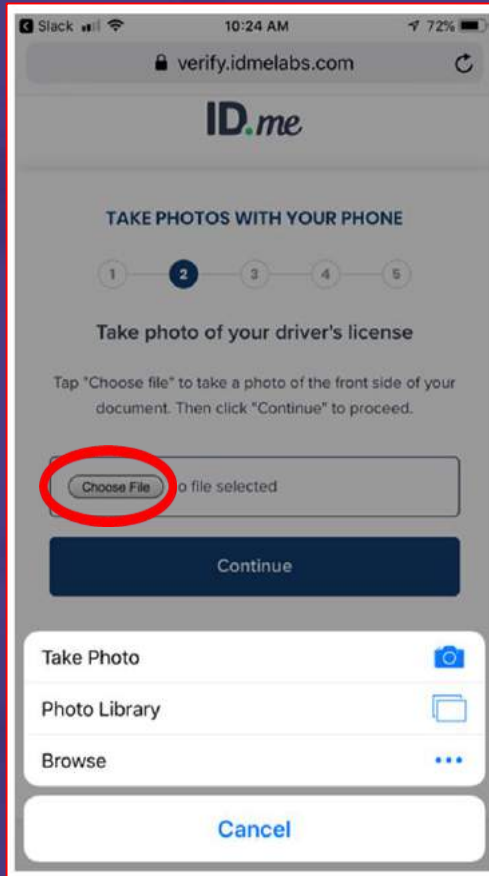 Slack 10:24 AM 72%
verify.idmelabs.com
ID.me
TAKE PHOTOS WITH YOUR PHONE
1 2 3 4 5
Take photo of your driver's license
Tap "Choose file" to take a photo of the front side of your
document. Then click "Continue" to proceed.
Choose File o file selected
Continue
Take Photo
Photo Library
Browse
Cancel